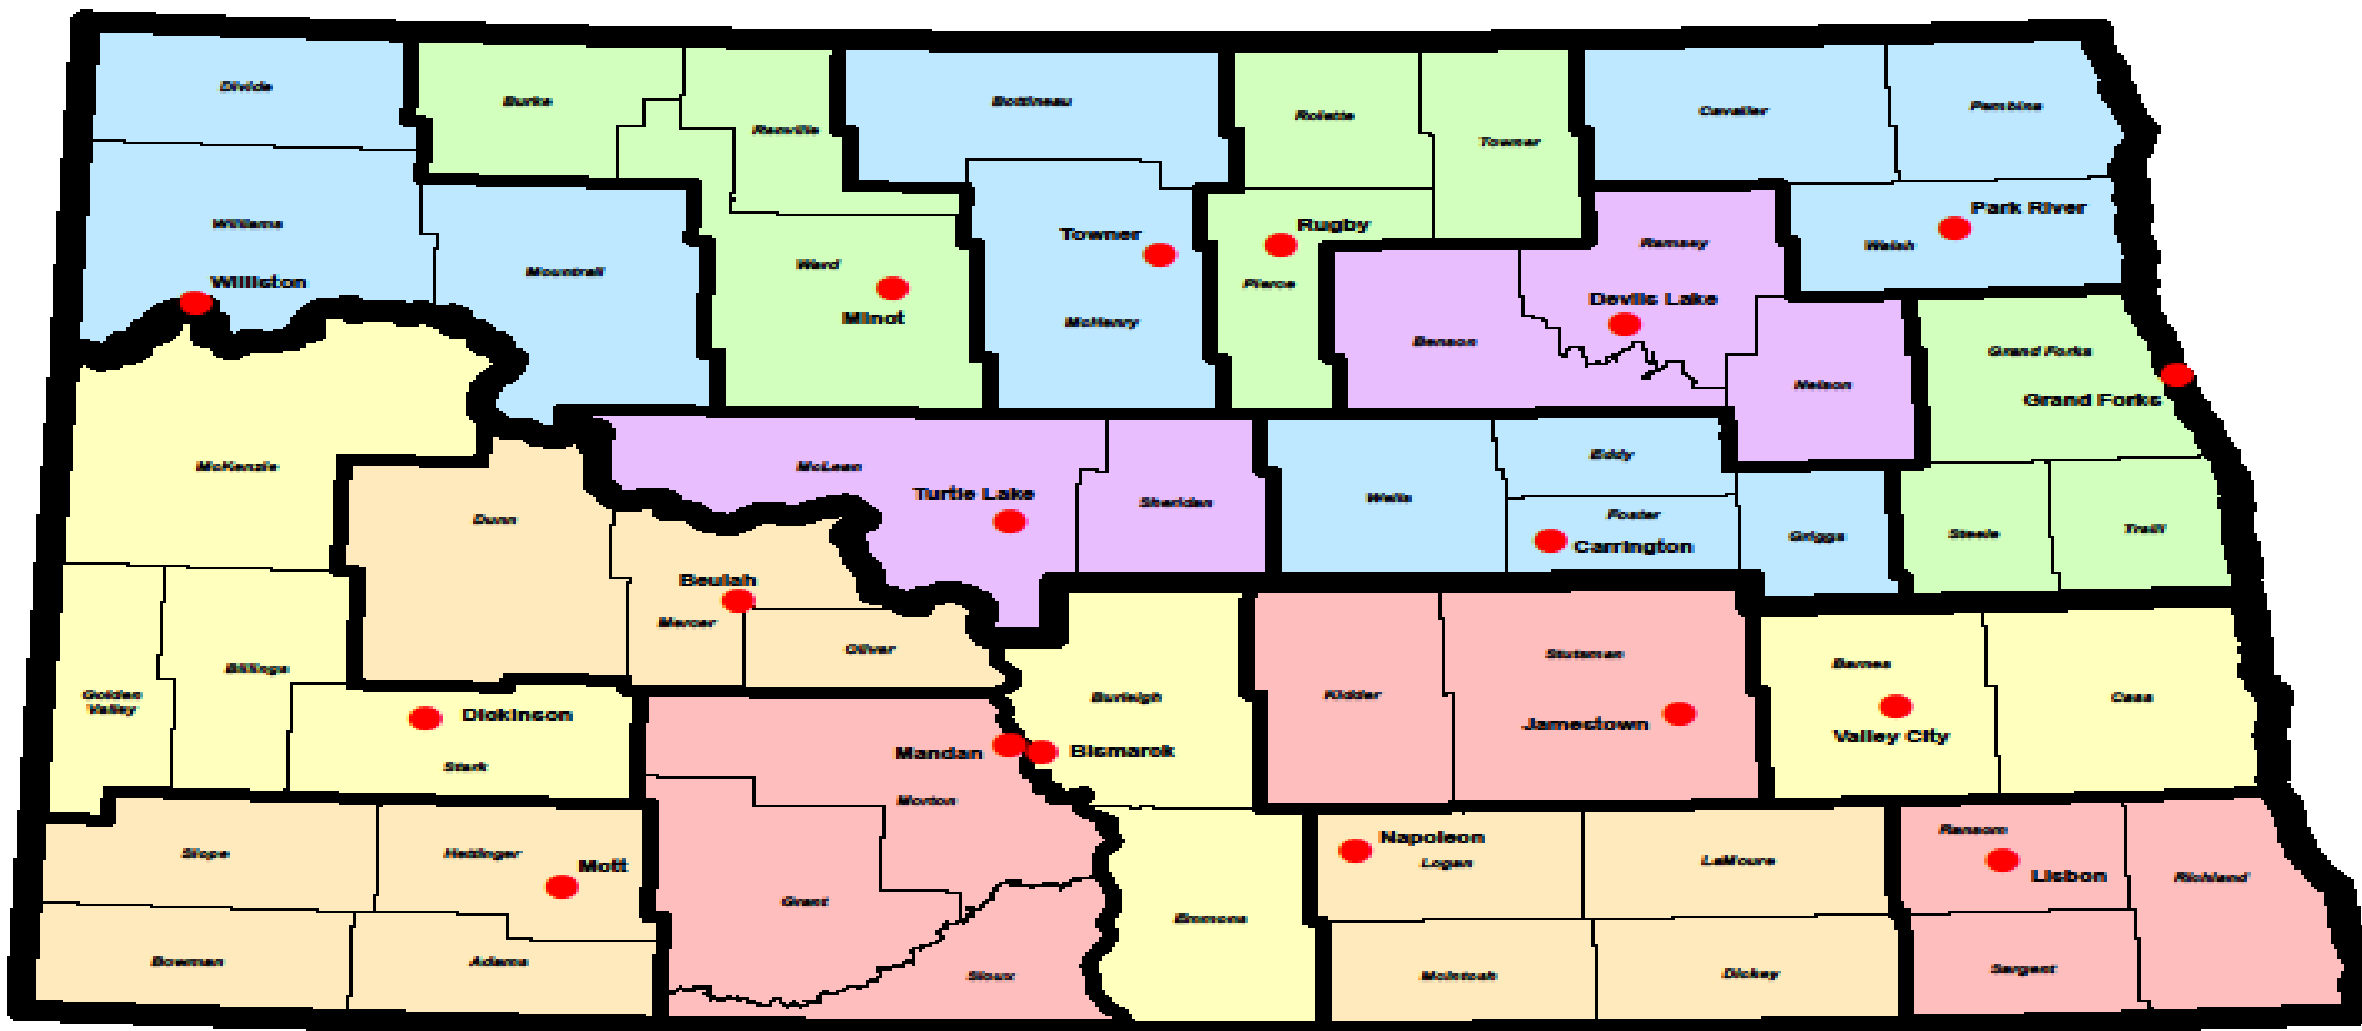 Divide
Burke
Renville
Bottineau
Rolette
Towner
Cavalier
Pembina
Williams
Williston
Mountrail
Ward
Minot
Towner
McHenry
Rugby
Pierce
Ramsey
Devils Lake
Benson
Nelson
Park River
Walsh
Grand Forks
Grand Forks
McKenzie
Dunn
McLean
Turtle Lake
Sheridan
Wells
Eddy
Foster
Carrington
Griggs
Steele
Traill
Beulah
Mercer
Oliver
Golden
Valley
Billings
Dickinson
Stark
Mandan
Morton
Bismarck
Burleigh
Kidder
Stutsman
Jamestown
Barnes
Valley City
Cass
Slope
Hettinger
Mott
Bowman
Adams
Grant
Sioux
Emmons
Napoleon
Logan
LaMoure
McIntosh
Dickey
Ransom
Lisbon
Richland
Sargent